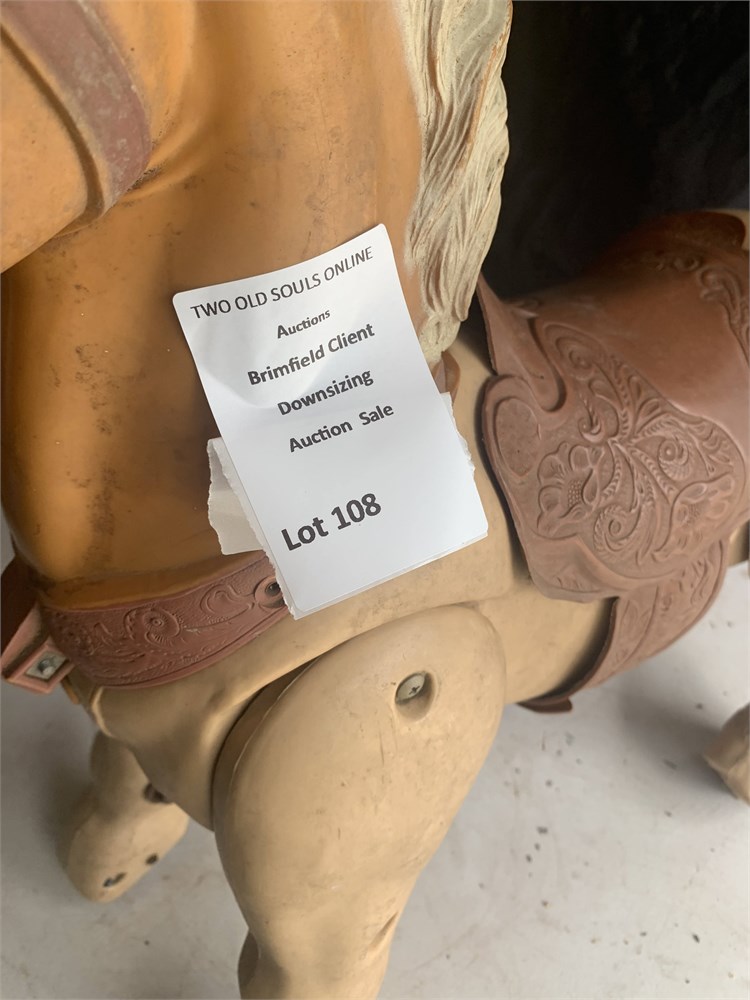 TWO OLD SOULS ONLINE
Auctions
Brimfield Client
Downsizing
Auction Sale
Lot 108